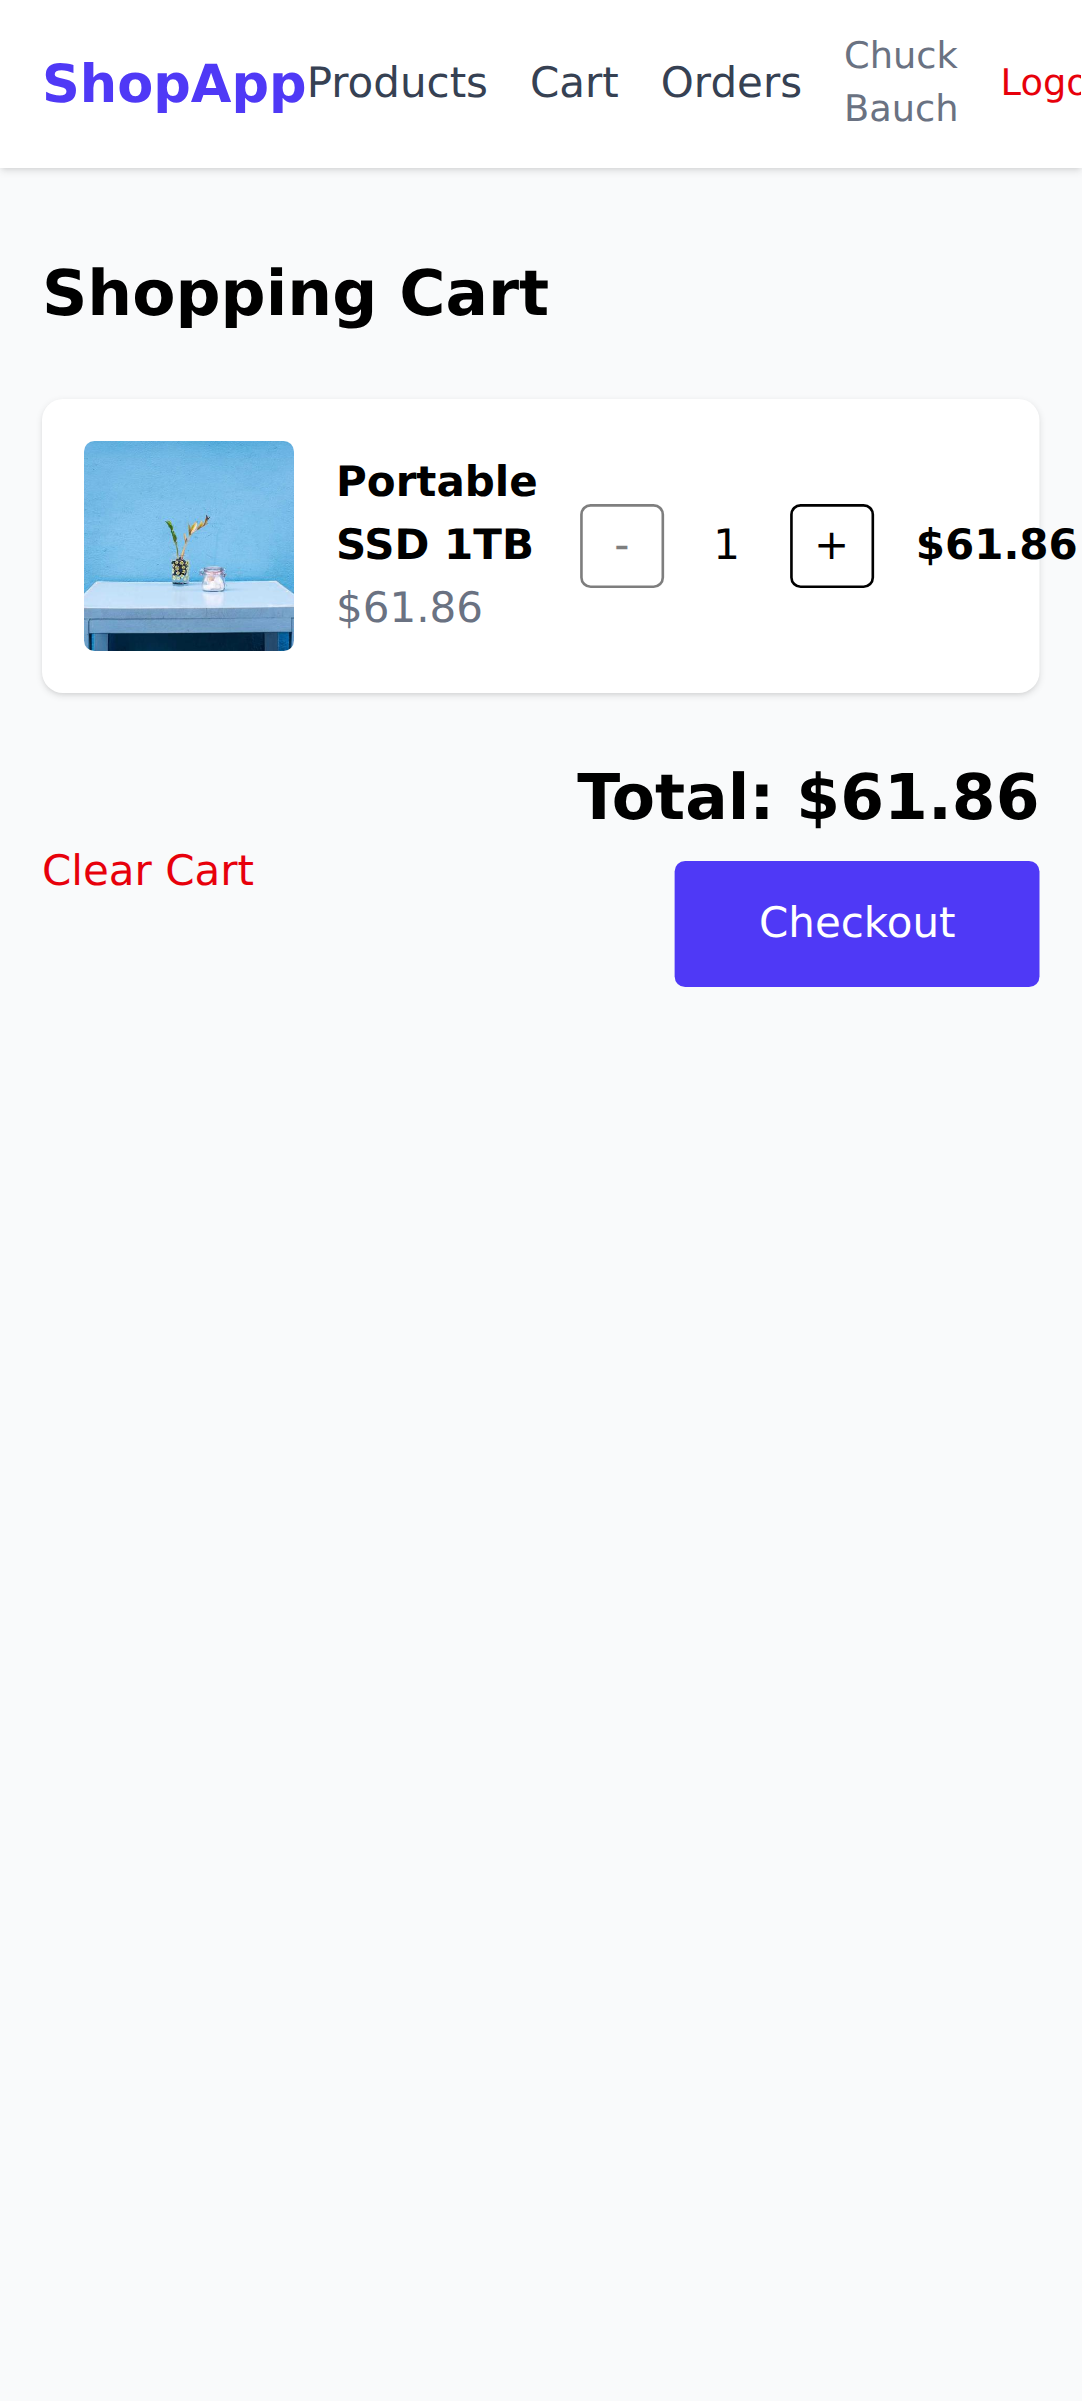 ShopApp Products Cart Orders Chuck Bauch Logo
Shopping Cart
Portable
SSD 1TB
$61.86
- 1 + $61.86
Total: $61.86
Clear Cart
Checkout